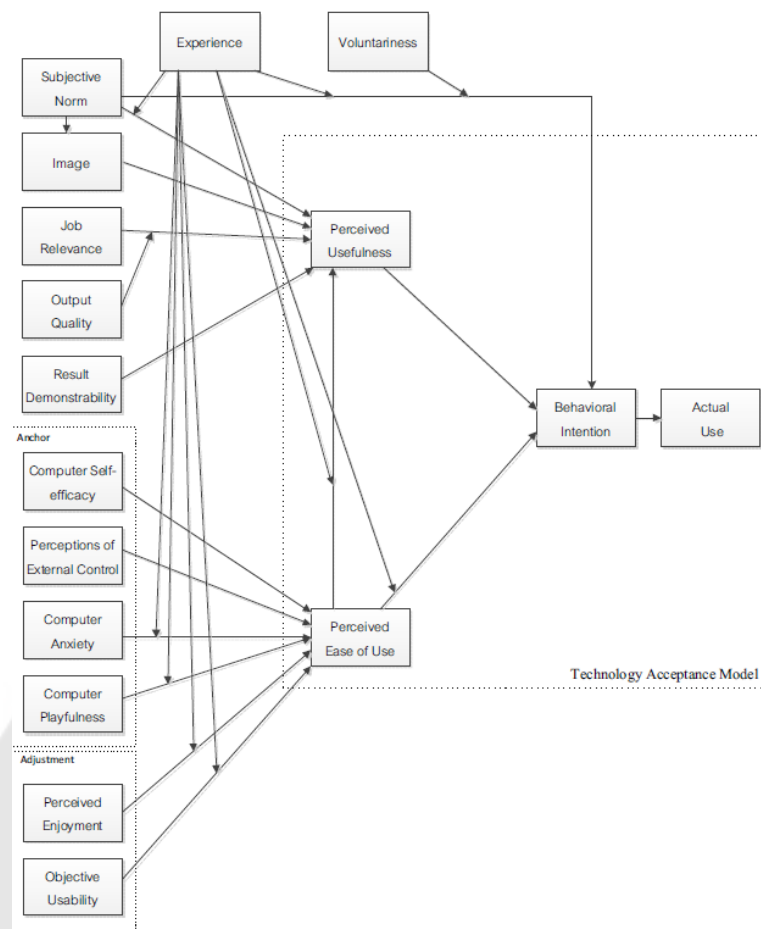 Experience
Voluntariness
Subjective
Norm
Image
Job
Relevance
Output
Quality
Result
Demonstrability
Perceived
Usefulness
Behavioral
Intention
Actual
Use
Anchor
Computer Self-
efficacy
Perceptions of
External Control
Computer
Anxiety
Computer
Playfulness
Perceived
Ease of Use
Technology Acceptance Model
Adjustment
Perceived
Enjoyment
Objective
Usability